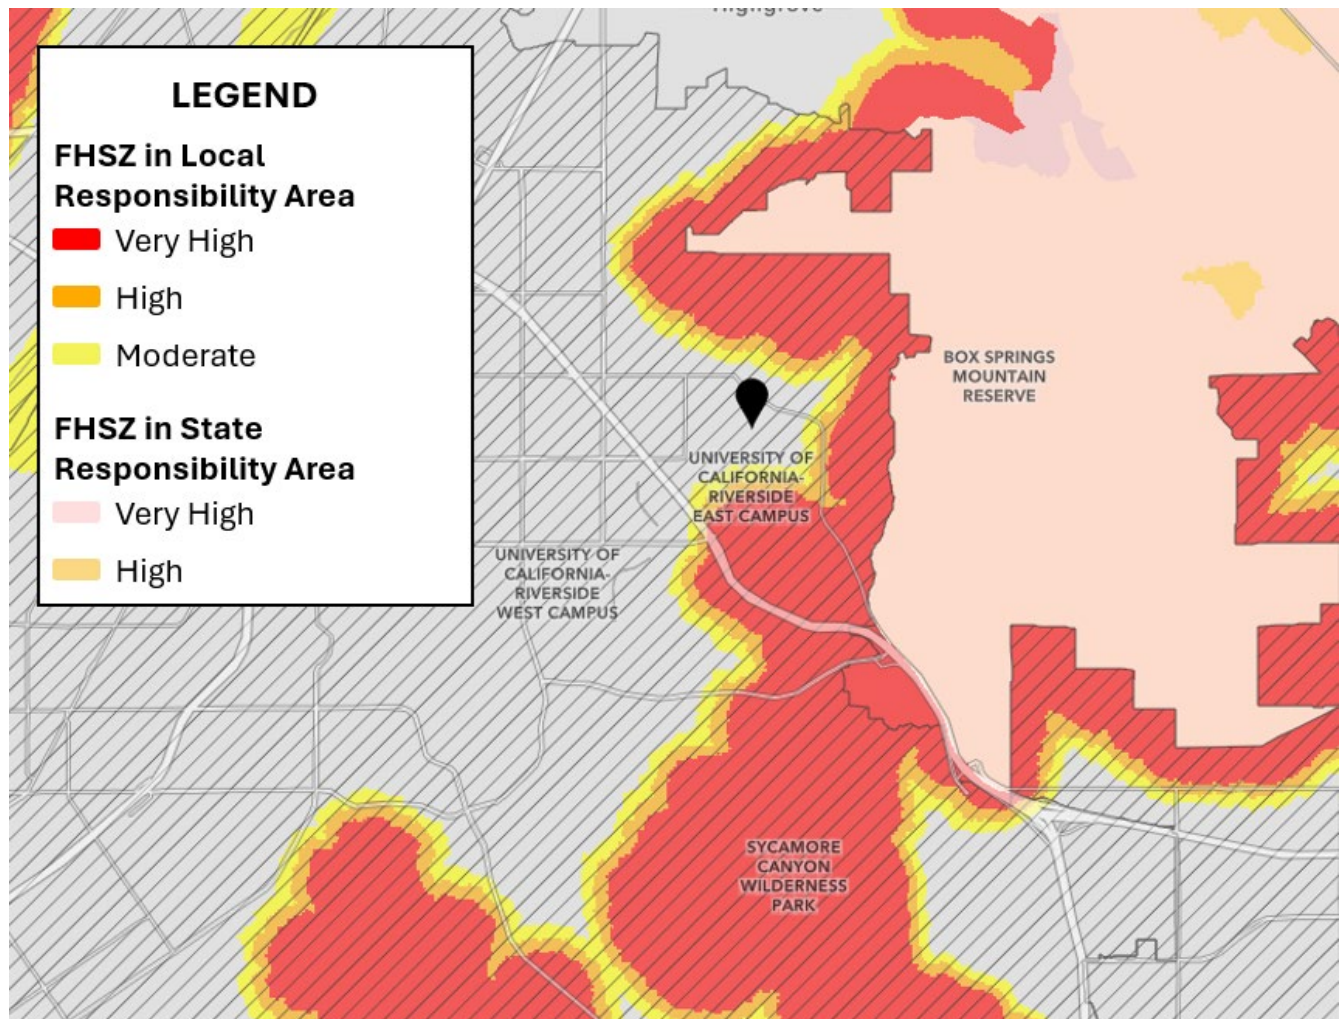 Highgrove
LEGEND
FHSZ in Local
Responsibility Area
Very High
High
Moderate
FHSZ in State
Responsibility Area
Very High
High
BOX SPRINGS
MOUNTAIN
RESERVE
UNIVERSITY OF
CALIFORNIA-
RIVERSIDE
EAST CAMPUS
UNIVERSITY OF
CALIFORNIA-
RIVERSIDE
WEST CAMPUS
SYCAMORE
CANYON
WILDERNESS
PARK